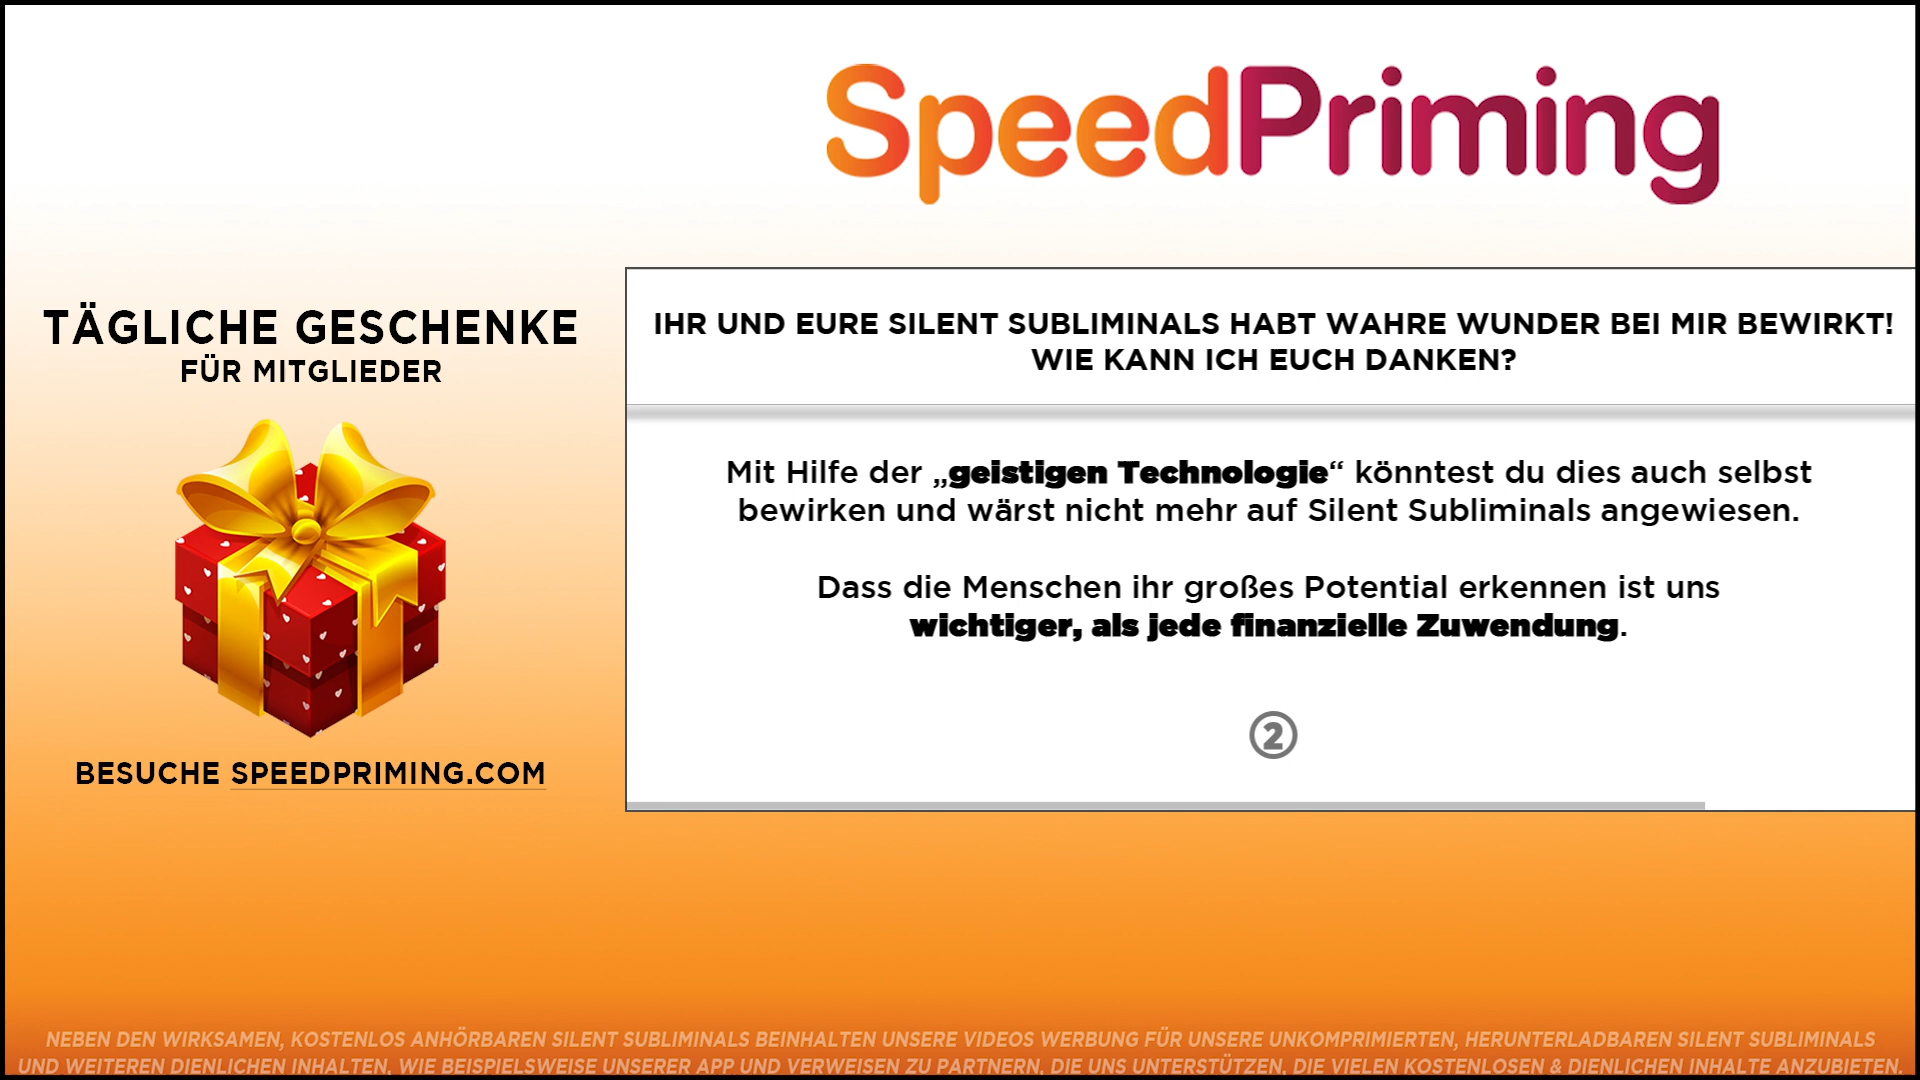 SpeedPriming
TÄGLICHE GESCHENKE
FÜR MITGLIEDER
BESUCHE SPEEDPRIMING.COM
IHR UND EURE SILENT SUBLIMINALS HABT WAHRE WUNDER BEI MIR BEWIRKT!
WIE KANN ICH EUCH DANKEN?
Mit Hilfe der „geistigen Technologie“ könntest du dies auch selbst
bewirken und wärst nicht mehr auf Silent Subliminals angewiesen.
Dass die Menschen ihr großes Potential erkennen ist uns
wichtiger, als jede finanzielle Zuwendung.
2
NEBEN DEN WIRKSAMEN, KOSTENLOS ANHÖRBAREN SILENT SUBLIMINALS BEINHALTEN UNSERE VIDEOS WERBUNG FÜR UNSERE UNKOMPRIMIERTEN, HERUNTERLADBAREN SILENT SUBLIMINALS
UND WEITEREN DIENLICHEN INHALTEN, WIE BEISPIELSWEISE UNSERER APP UND VERWEISEN ZU PARTNERN, DIE UNS UNTERSTÜTZEN, DIE VIELEN KOSTENLOSEN & DIENLICHEN INHALTE ANZUBIETEN.